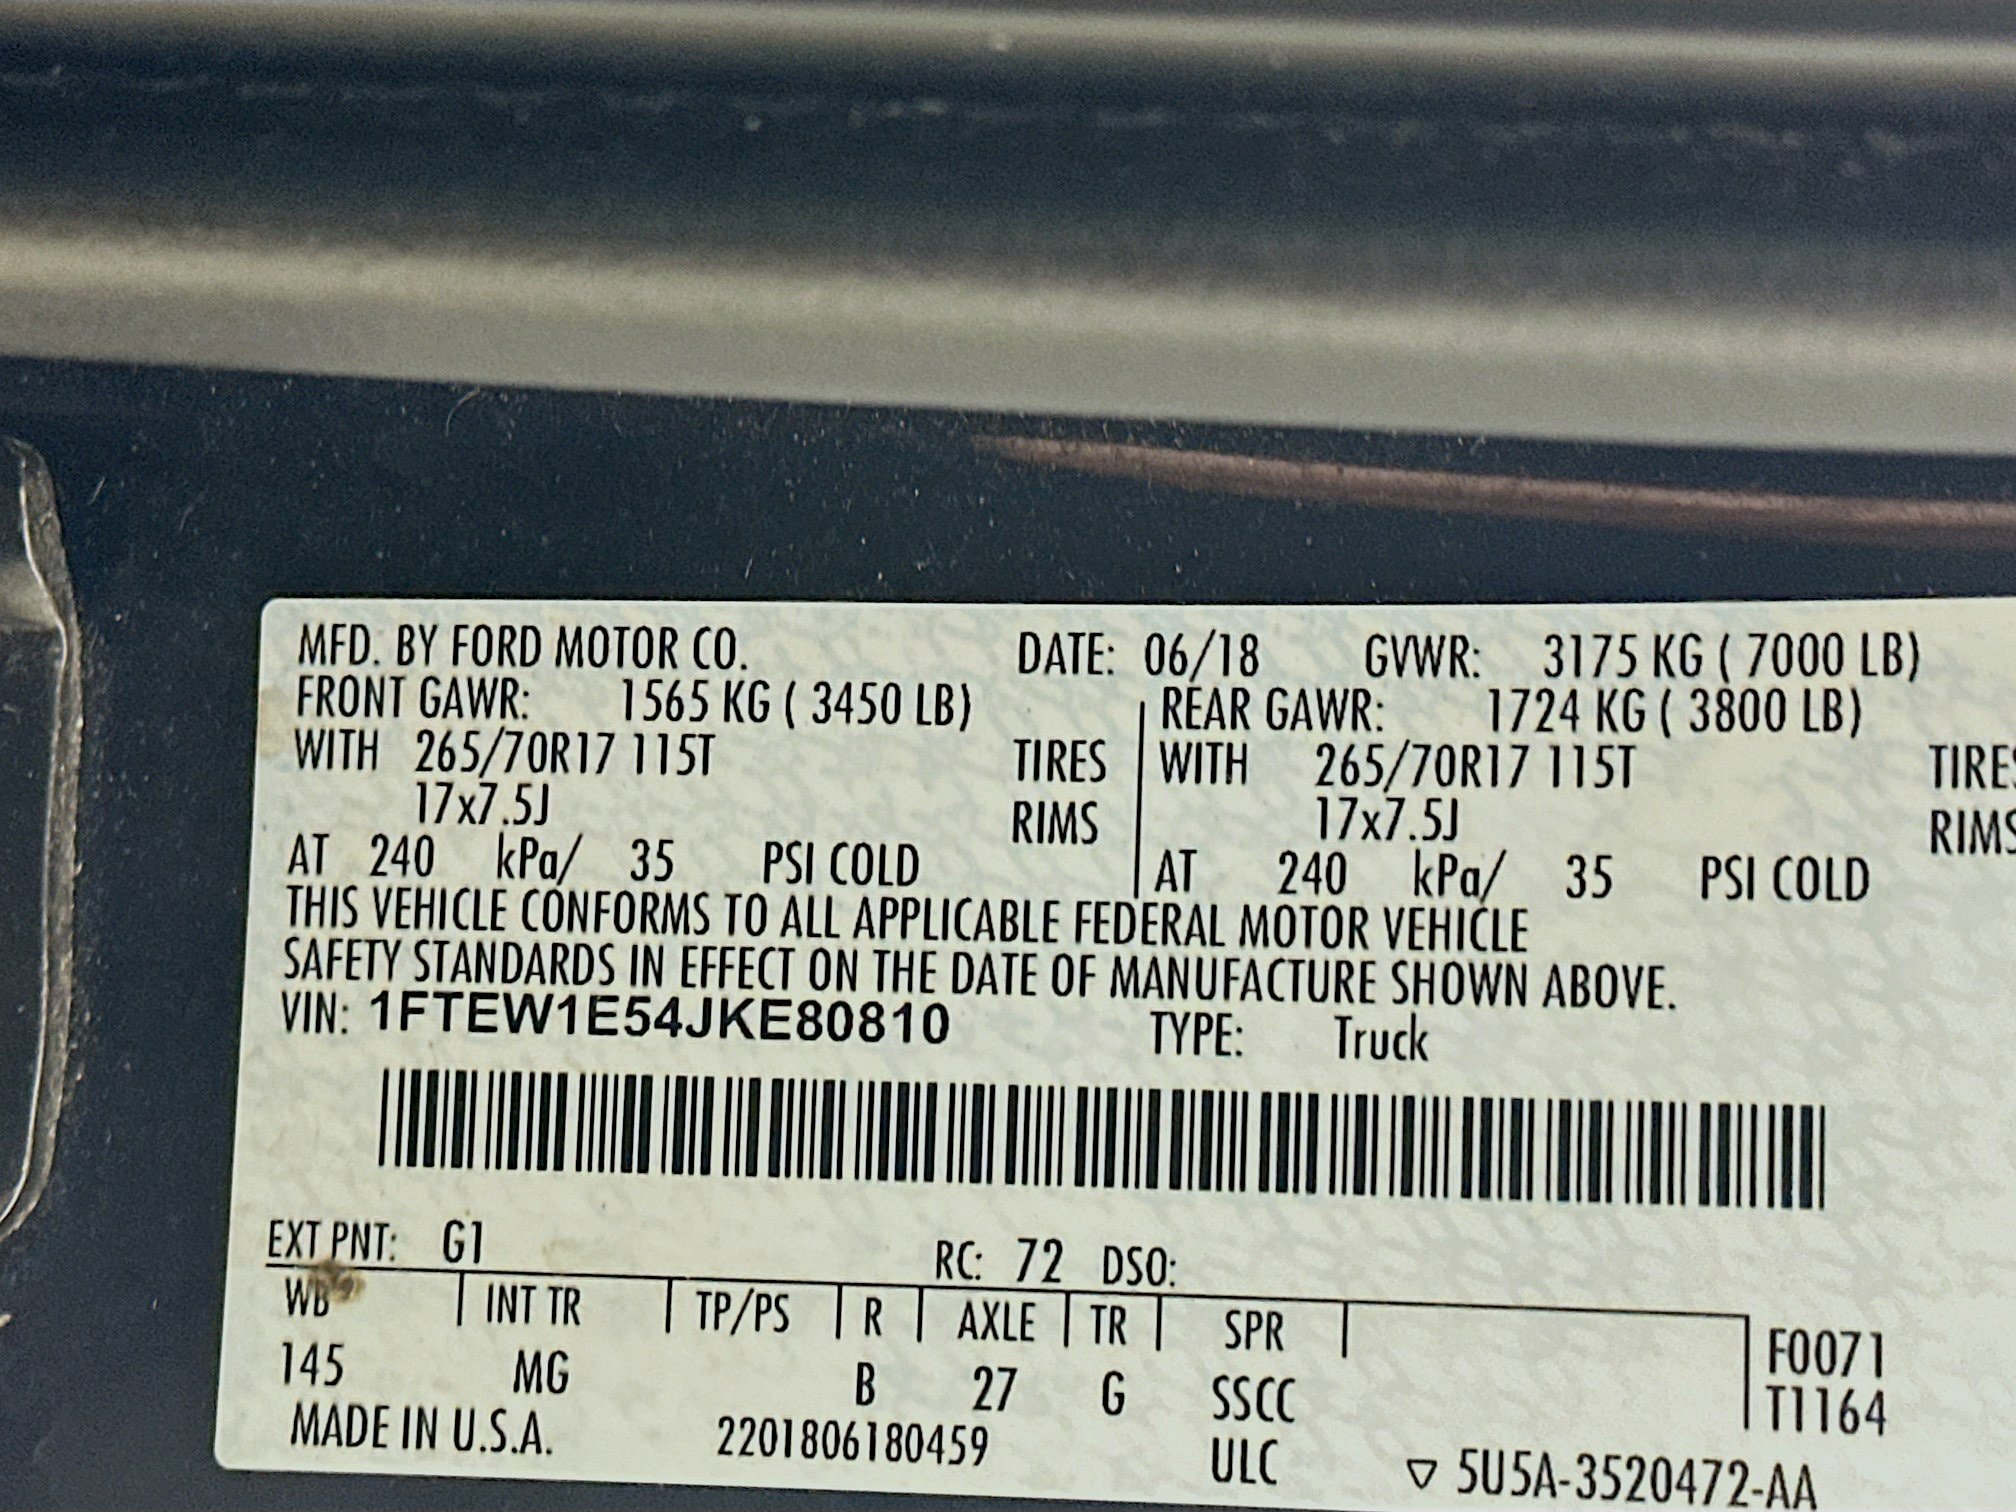 MFD. BY FORD MOTOR CO. DATE: 06/18 GVWR: 3175 KG ( 7000 LB)
FRONT GAWR: 1565 KG ( 3450 LB) REAR GAWR: 1724 KG ( 3800 LB)
WITH 265/70R17 115T TIRES WITH 265/70R17 115T TIRES
17x7.5J RIMS 17x7.5J RIMS
AT 240 kPa/ 35 PSI COLD AT 240 kPa/ 35 PSI COLD
THIS VEHICLE CONFORMS TO ALL APPLICABLE FEDERAL MOTOR VEHICLE
SAFETY STANDARDS IN EFFECT ON THE DATE OF MANUFACTURE SHOWN ABOVE.
VIN: 1FTEW1E54JKE80810 TYPE: Truck
EXT PNT: G1 RC: 72 DSO:
WB INT TR TP/PS R AXLE TR SPR F0071
145 MG B 27 G SSCC T1164
MADE IN U.S.A. 2201806180459 ULC ▽ 5U5A-3520472-AA